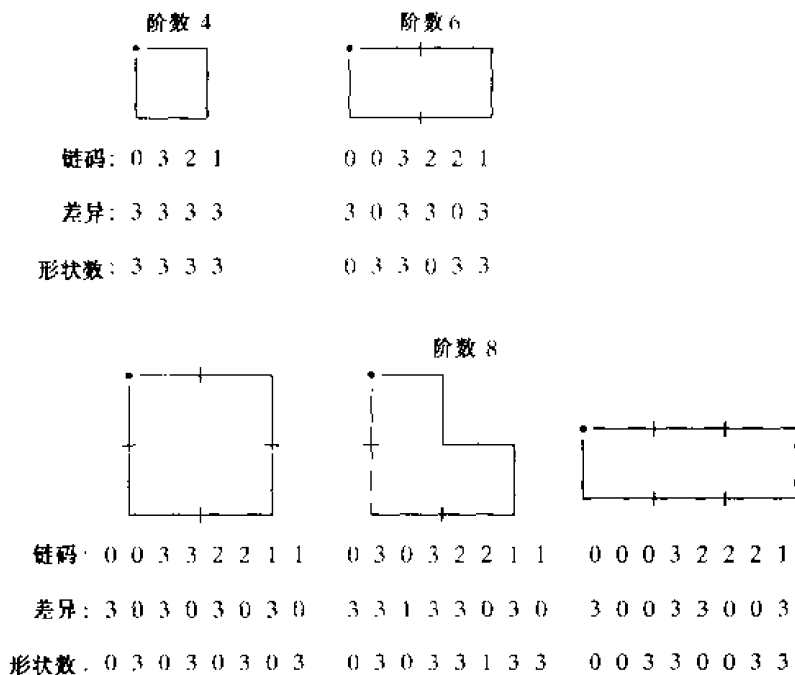 阶数 4 阶数 6
链码: 0 3 2 1 0 0 3 2 2 1
差异: 3 3 3 3 3 0 3 3 0 3
形状数: 3 3 3 3 0 3 3 0 3 3
阶数 8
链码: 0 0 3 3 2 2 1 1 0 3 0 3 2 2 1 1 0 0 0 3 2 2 2 1
差异: 3 0 3 0 3 0 3 0 3 3 1 3 3 0 3 0 3 0 0 3 3 0 0 3
形状数: 0 3 0 3 0 3 0 3 0 3 0 3 3 1 3 3 0 0 3 3 0 0 3 3